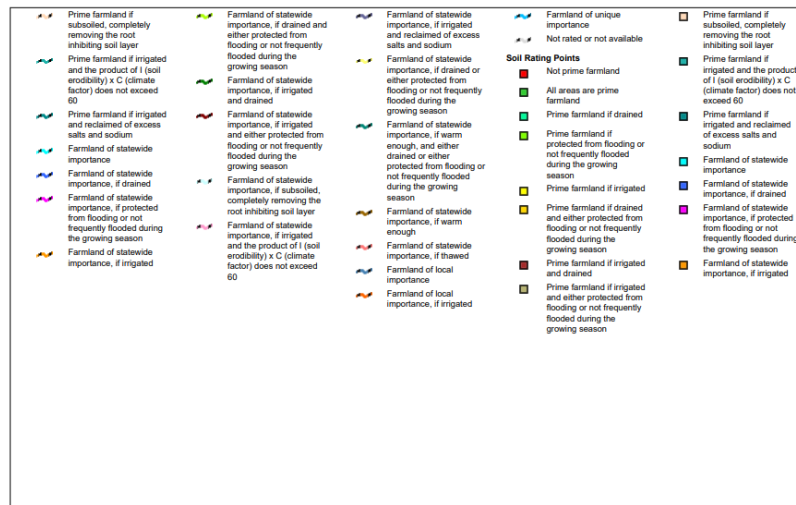 Prime farmland if
subsoiled, completely
removing the root
inhibiting soil layer
Prime farmland if irrigated
and the product of I (soil
erodibility) x C (climate
factor) does not exceed
60
Prime farmland if irrigated
and reclaimed of excess
salts and sodium
Farmland of statewide
importance
Farmland of statewide
importance, if drained
Farmland of statewide
importance, if protected
from flooding or not
frequently flooded during
the growing season
Farmland of statewide
importance, if irrigated
Farmland of statewide
importance, if drained and
either protected from
flooding or not frequently
flooded during the
growing season
Farmland of statewide
importance, if irrigated
and drained
Farmland of statewide
importance, if irrigated
and either protected from
flooding or not frequently
flooded during the
growing season
Farmland of statewide
importance, if subsoiled,
completely removing the
root inhibiting soil layer
Farmland of statewide
importance, if irrigated
and the product of I (soil
erodibility) x C (climate
factor) does not exceed
60
Farmland of statewide
importance, if irrigated
and reclaimed of excess
salts and sodium
Farmland of statewide
importance, if drained or
either protected from
flooding or not frequently
flooded during the
growing season
Farmland of statewide
importance, if warm
enough, and either
drained or either
protected from flooding or
not frequently flooded
during the growing
season
Farmland of statewide
importance, if warm
enough
Farmland of statewide
importance, if thawed
Farmland of local
importance
Farmland of local
importance, if irrigated
Farmland of unique
importance
Not rated or not available
Soil Rating Points
Not prime farmland
All areas are prime
farmland
Prime farmland if drained
Prime farmland if
protected from flooding or
not frequently flooded
during the growing
season
Prime farmland if irrigated
Prime farmland if drained
and either protected from
flooding or not frequently
flooded during the
growing season
Prime farmland if irrigated
and drained
Prime farmland if irrigated
and either protected from
flooding or not frequently
flooded during the
growing season
Prime farmland if
subsoiled, completely
removing the root
inhibiting soil layer
Prime farmland if
irrigated and the product
of I (soil erodibility) x C
(climate factor) does not
exceed 60
Prime farmland if
irrigated and reclaimed
of excess salts and
sodium
Farmland of statewide
importance
Farmland of statewide
importance, if drained
Farmland of statewide
importance, if protected
from flooding or not
frequently flooded during
the growing season
Farmland of statewide
importance, if irrigated